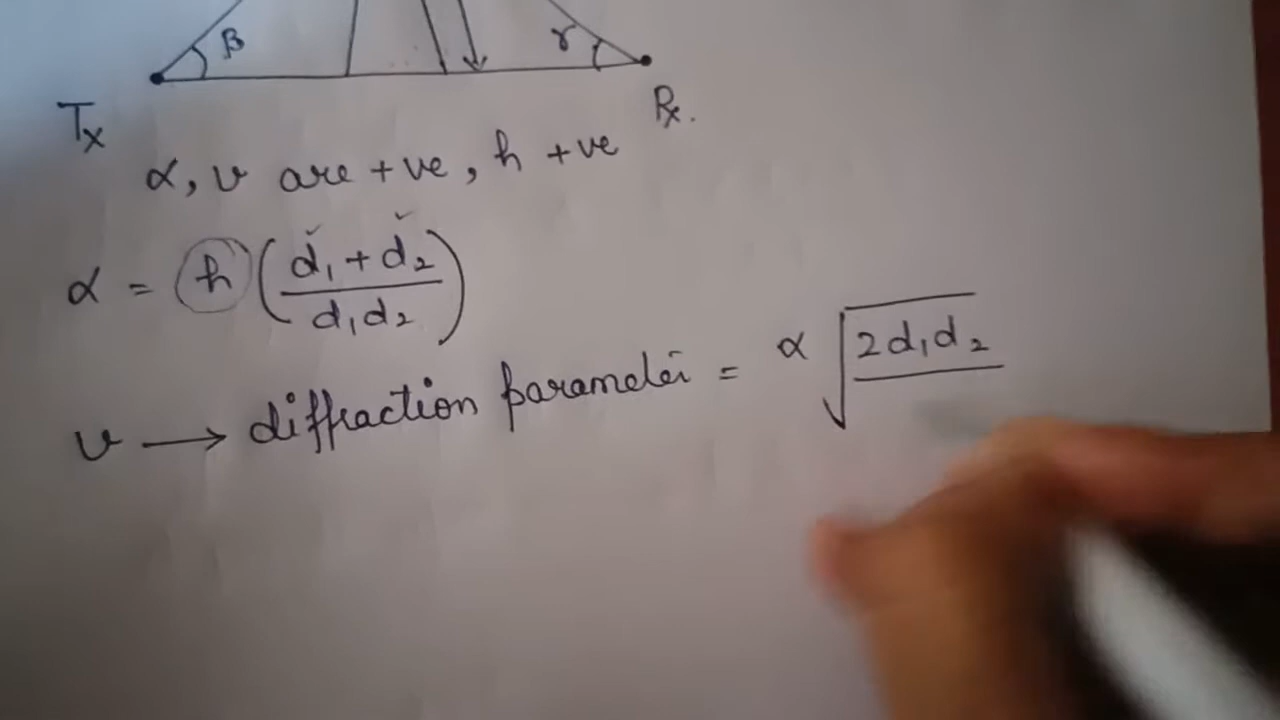 β γ
Tx Rx.
α, υ are +ve, h +ve
α = h (d₁ + d₂ / d₁d₂)
υ → diffraction parameter = α √2d₁d₂